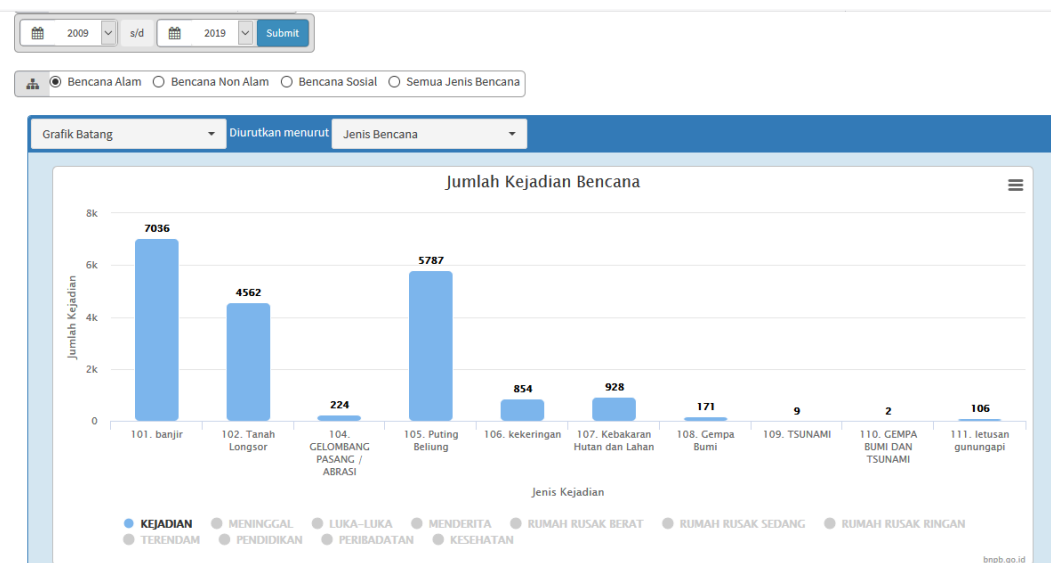 2009 s/d 2019 Submit
Bencana Alam Bencana Non Alam Bencana Sosial Semua Jenis Bencana
Grafik Batang Diurutkan menurut Jenis Bencana
Jumlah Kejadian Bencana
Jumlah Kejadian
8k
6k
4k
2k
0
7036
4562
224
5787
854
928
171
9
2
106
101. banjir
102. Tanah
Longsor
104.
GELOMBANG
PASANG /
ABRASI
105. Puting
Beliung
106. kekeringan
107. Kebakaran
Hutan dan Lahan
108. Gempa
Bumi
109. TSUNAMI
110. GEMPA
BUMI DAN
TSUNAMI
111. letusan
gunungapi
Jenis Kejadian
KEJADIAN MENINGGAL LUKA-LUKA MENDERITA RUMAH RUSAK BERAT RUMAH RUSAK SEDANG RUMAH RUSAK RINGAN
TERENDAM PENDIDIKAN PERIBADATAN KESEHATAN
bnpb.go.id